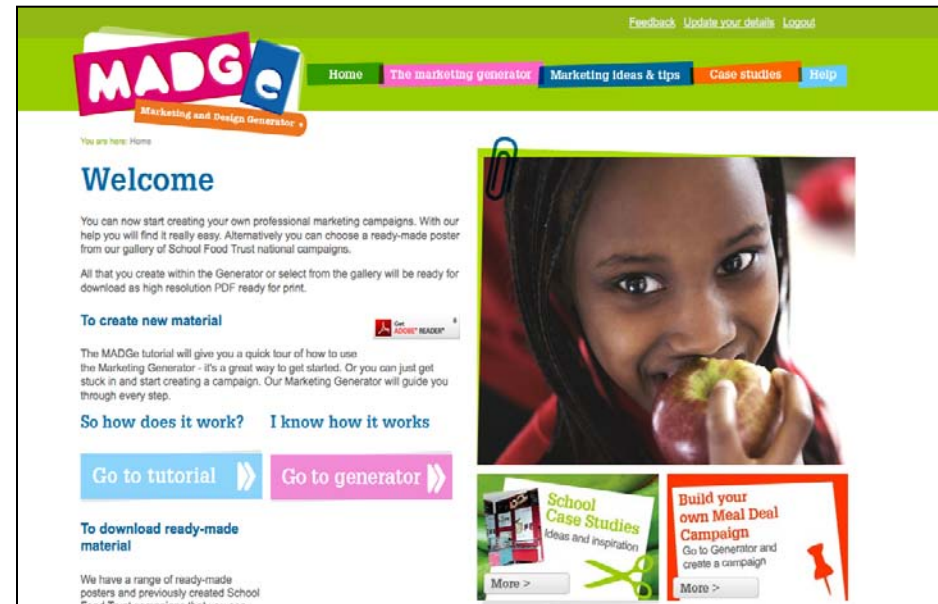 Feedback Update your details Logout
MADGe
Marketing and Design Generator
Home The marketing generator Marketing ideas & tips Case studies Help
You are here: Home
Welcome
You can now start creating your own professional marketing campaigns. With our
help you will find it really easy. Alternatively you can choose a ready-made poster
from our gallery of School Food Trust national campaigns.
All that you create within the Generator or select from the gallery will be ready for
download as high resolution PDF ready for print.
To create new material
Get
ADOBE® READER®
The MADGe tutorial will give you a quick tour of how to use
the Marketing Generator - it's a great way to get started. Or you can just get
stuck in and start creating a campaign. Our Marketing Generator will guide you
through every step.
So how does it work? I know how it works
Go to tutorial
Go to generator
To download ready-made
material
We have a range of ready-made
posters and previously created School
Food Trust campaigns that you can
School
Case Studies
Ideas and inspiration
More >
Build your
own Meal Deal
Campaign
Go to Generator and
create a campaign
More >